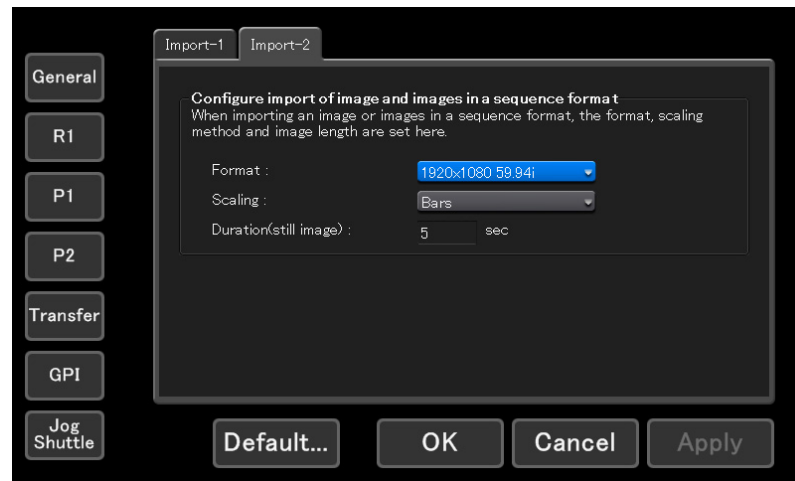 Import-1 Import-2
General
R1
P1
P2
Transfer
GPI
Jog
Shuttle
Configure import of image and images in a sequence format
When importing an image or images in a sequence format, the format, scaling
method and image length are set here.
Format : 1920x1080 59.94i
Scaling : Bars
Duration(still image) : 5 sec
Default... OK Cancel Apply